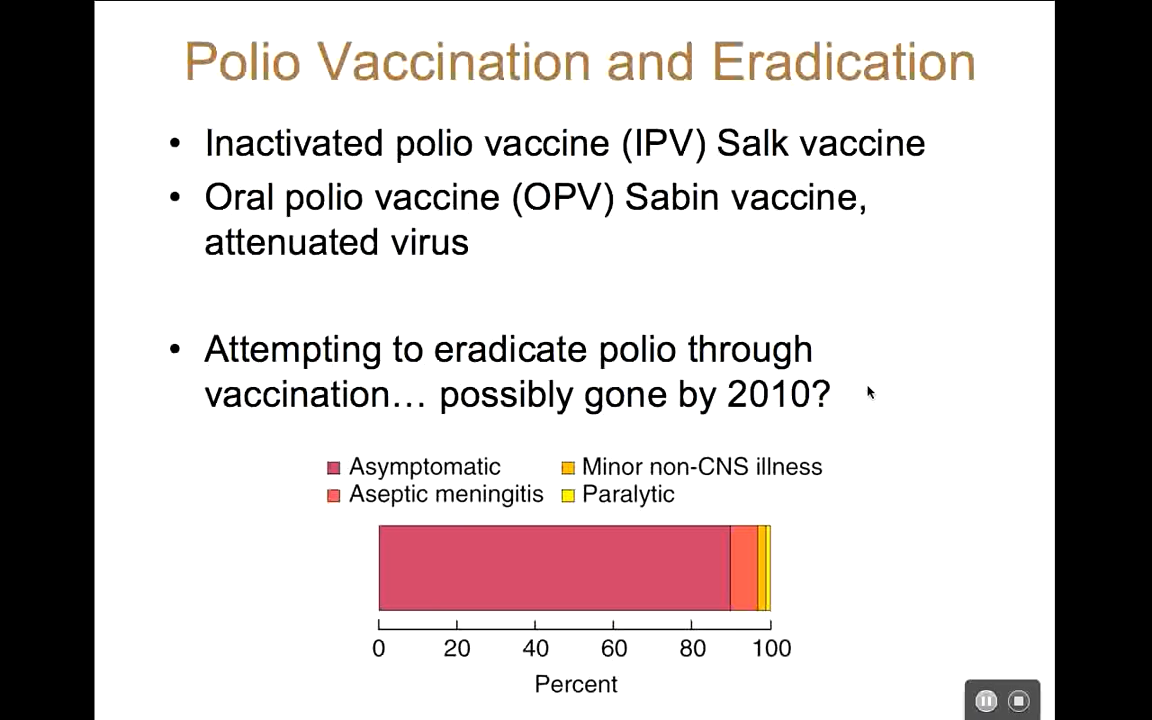 Polio Vaccination and Eradication
• Inactivated polio vaccine (IPV) Salk vaccine
• Oral polio vaccine (OPV) Sabin vaccine,
attenuated virus
• Attempting to eradicate polio through
vaccination… possibly gone by 2010?
Asymptomatic Minor non-CNS illness
Aseptic meningitis Paralytic
0 20 40 60 80 100
Percent